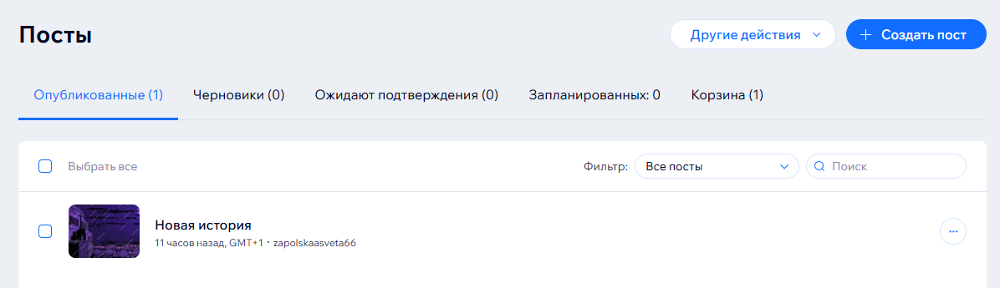 Посты
Другие действия
Создать пост
Опубликованные (1) Черновики (0) Ожидают подтверждения (0) Запланированных: 0 Корзина (1)
Выбрать все
Фильтр: Все посты
Поиск
Новая история
11 часов назад, GMT+1 • zapolskaasveta66